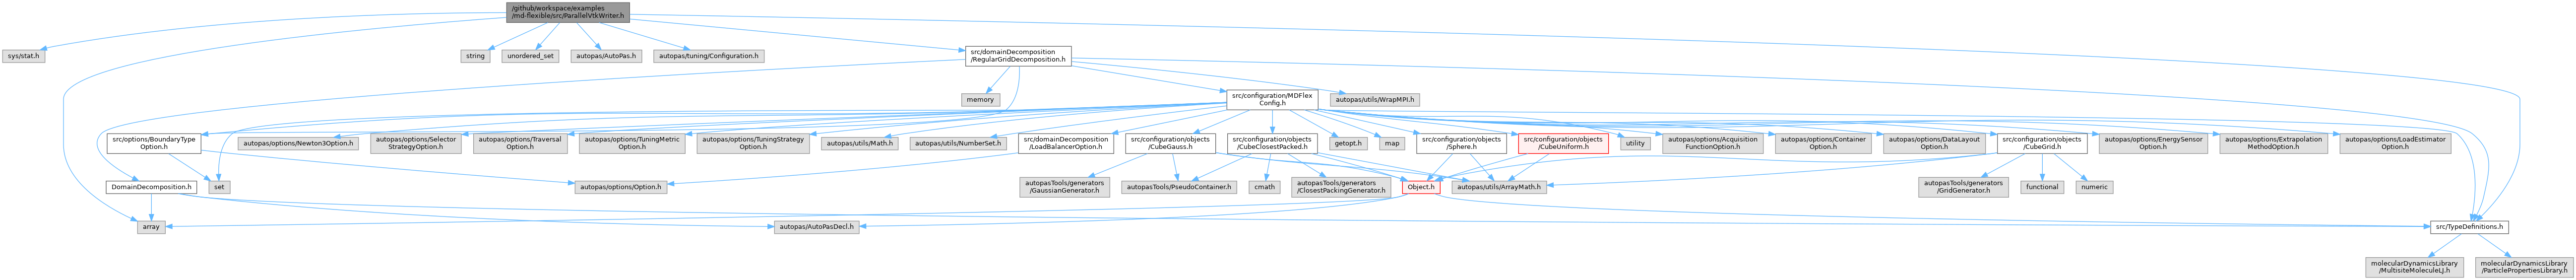 /github/workspace/examples
/md-flexible/src/ParallelVtkWriter.h
sys/stat.h
string
unordered_set
autopas/AutoPas.h
autopas/tuning/Configuration.h
src/domainDecomposition
/RegularGridDecomposition.h
memory
src/configuration/MDFlex
Config.h
autopas/utils/WrapMPI.h
src/options/BoundaryType
Option.h
autopas/options/Newton3Option.h
autopas/options/Selector
StrategyOption.h
autopas/options/Traversal
Option.h
autopas/options/TuningMetric
Option.h
autopas/options/TuningStrategy
Option.h
autopas/utils/Math.h
autopas/utils/NumberSet.h
src/domainDecomposition
/LoadBalancerOption.h
src/configuration/objects
/CubeGauss.h
src/configuration/objects
/CubeClosestPacked.h
getopt.h
map
src/configuration/objects
/Sphere.h
src/configuration/objects
/CubeUniform.h
utility
autopas/options/Acquisition
FunctionOption.h
autopas/options/Container
Option.h
autopas/options/DataLayout
Option.h
src/configuration/objects
/CubeGrid.h
autopas/options/EnergySensor
Option.h
autopas/options/Extrapolation
MethodOption.h
autopas/options/LoadEstimator
Option.h
DomainDecomposition.h
set
autopas/options/Option.h
autopasTools/generators
/GaussianGenerator.h
autopasTools/PseudoContainer.h
cmath
autopasTools/generators
/ClosestPackingGenerator.h
Object.h
autopas/utils/ArrayMath.h
autopasTools/generators
/GridGenerator.h
functional
numeric
array
autopas/AutoPasDecl.h
src/TypeDefinitions.h
molecularDynamicsLibrary
/MultisiteMoleculeLJ.h
molecularDynamicsLibrary
/ParticlePropertiesLibrary.h